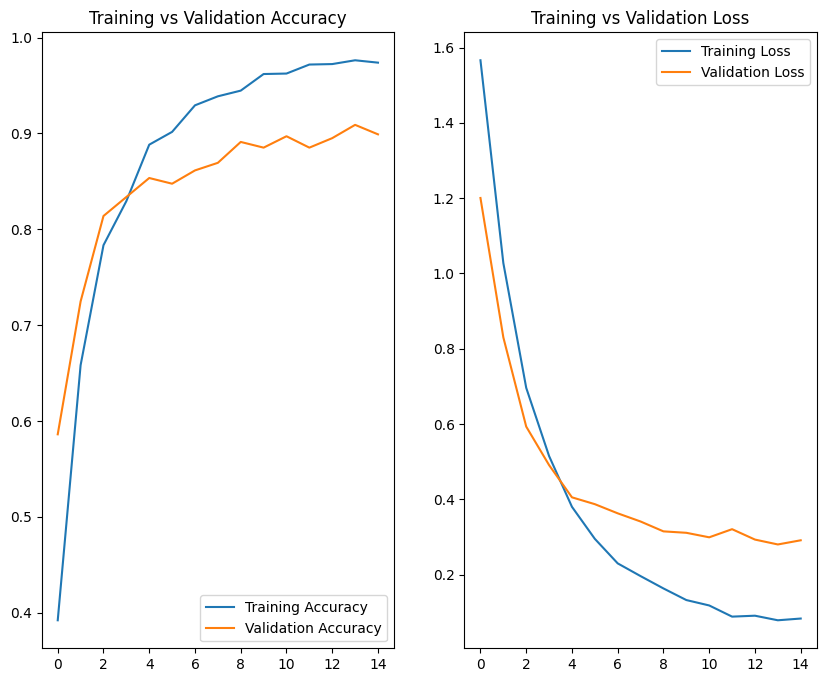 Training vs Validation Accuracy
1.0
0.9
0.8
0.7
0.6
0.5
0.4
Training Accuracy
Validation Accuracy
0 2 4 6 8 10 12 14
Training vs Validation Loss
1.6
1.4
1.2
1.0
0.8
0.6
0.4
0.2
Training Loss
Validation Loss
0 2 4 6 8 10 12 14